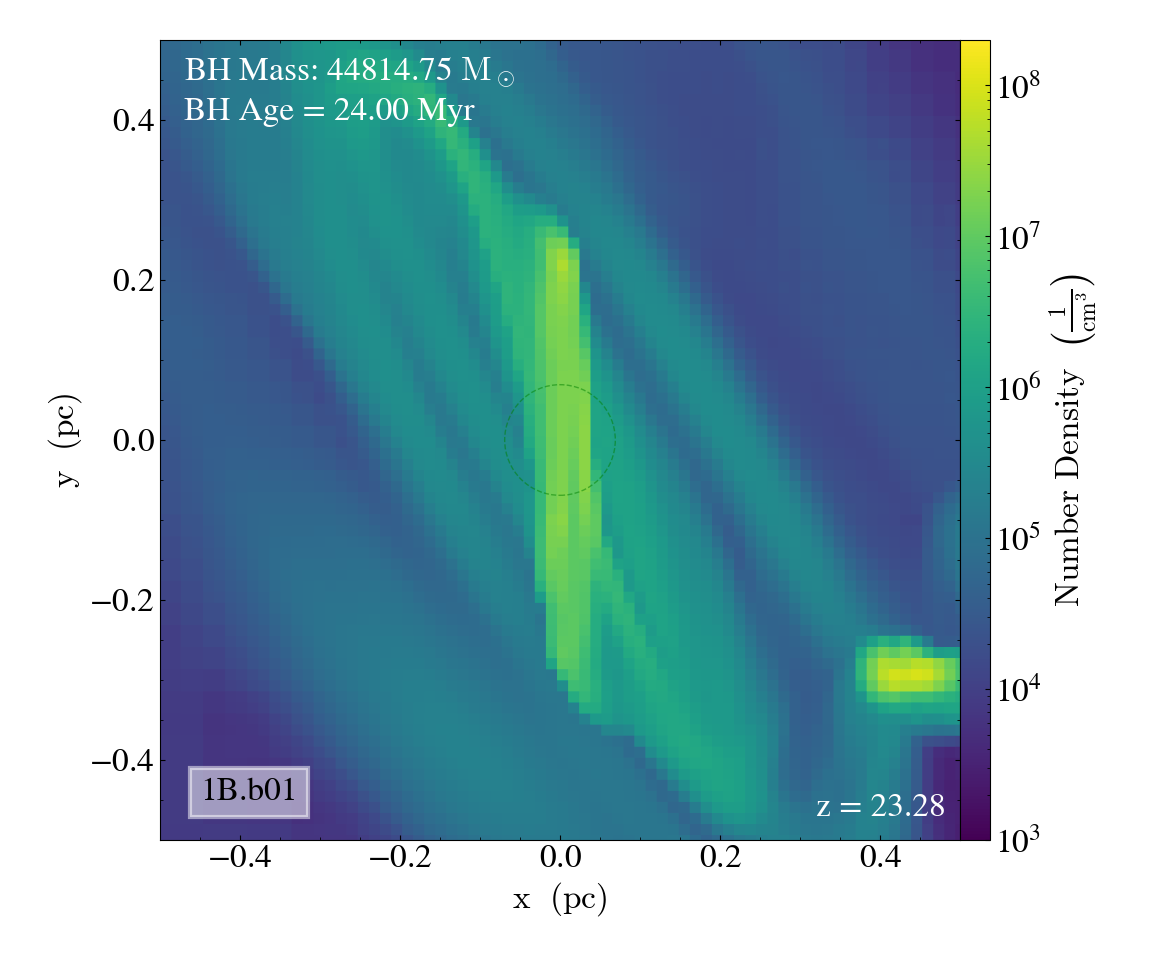 BH Mass: 44814.75 M⊙
BH Age = 24.00 Myr
0.4
0.2
0.0
−0.2
−0.4
y (pc)
1B.b01
z = 23.28
−0.4 −0.2 0.0 0.2 0.4
x (pc)
10⁸
10⁷
10⁶
10⁵
10⁴
10³
Number Density (1/cm³)